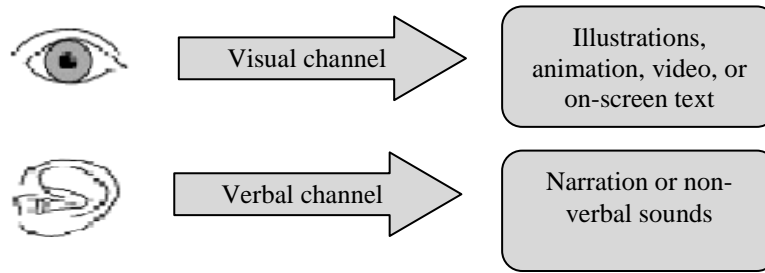 Visual channel
Illustrations,
animation, video, or
on-screen text
Verbal channel
Narration or non-
verbal sounds